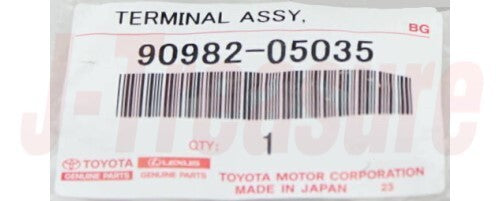 TERMINAL ASSY,
BG
90982-05035
QTY: 1
TOYOTA LEXUS
GENUINE PARTS GENUINE PARTS
TOYOTA MOTOR CORPORATION
MADE IN JAPAN 23
J-Treasure